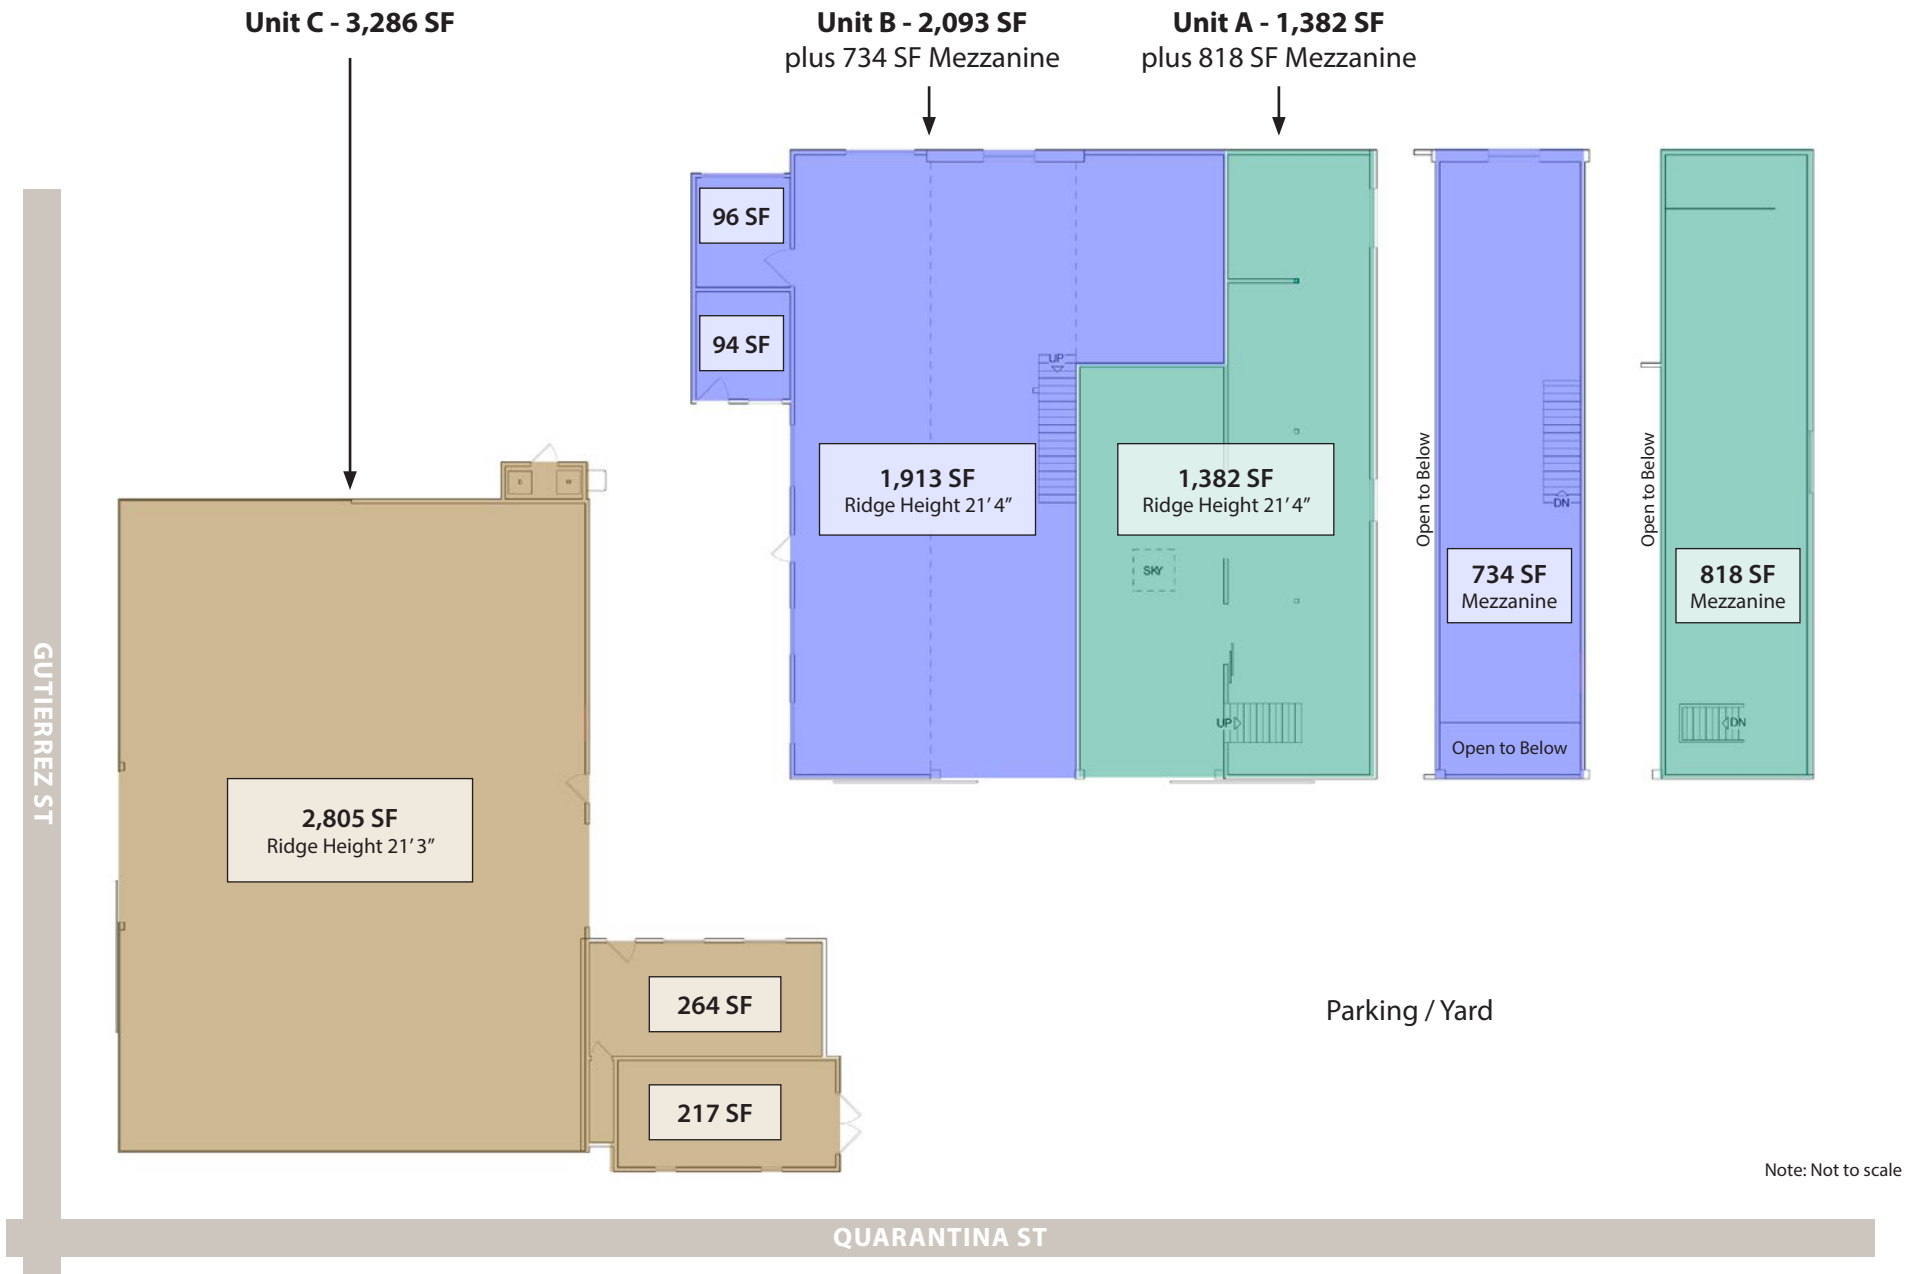 Unit C - 3,286 SF
Unit B - 2,093 SF
plus 734 SF Mezzanine
Unit A - 1,382 SF
plus 818 SF Mezzanine
96 SF
94 SF
UP
1,913 SF
Ridge Height 21’4”
1,382 SF
Ridge Height 21’4”
SKY
UP
Open to Below
DN
734 SF
Mezzanine
Open to Below
Open to Below
818 SF
Mezzanine
DN
GUTIERREZ ST
2,805 SF
Ridge Height 21’3”
264 SF
217 SF
Parking / Yard
Note: Not to scale
QUARANTINA ST